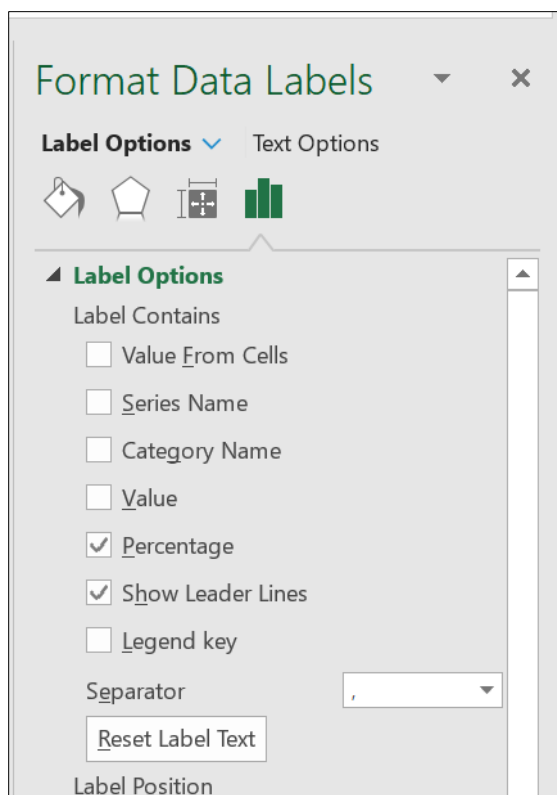 Format Data Labels
Label Options Text Options
Label Options
Label Contains
Value From Cells
Series Name
Category Name
Value
Percentage
Show Leader Lines
Legend key
Separator ,
Reset Label Text
Label Position